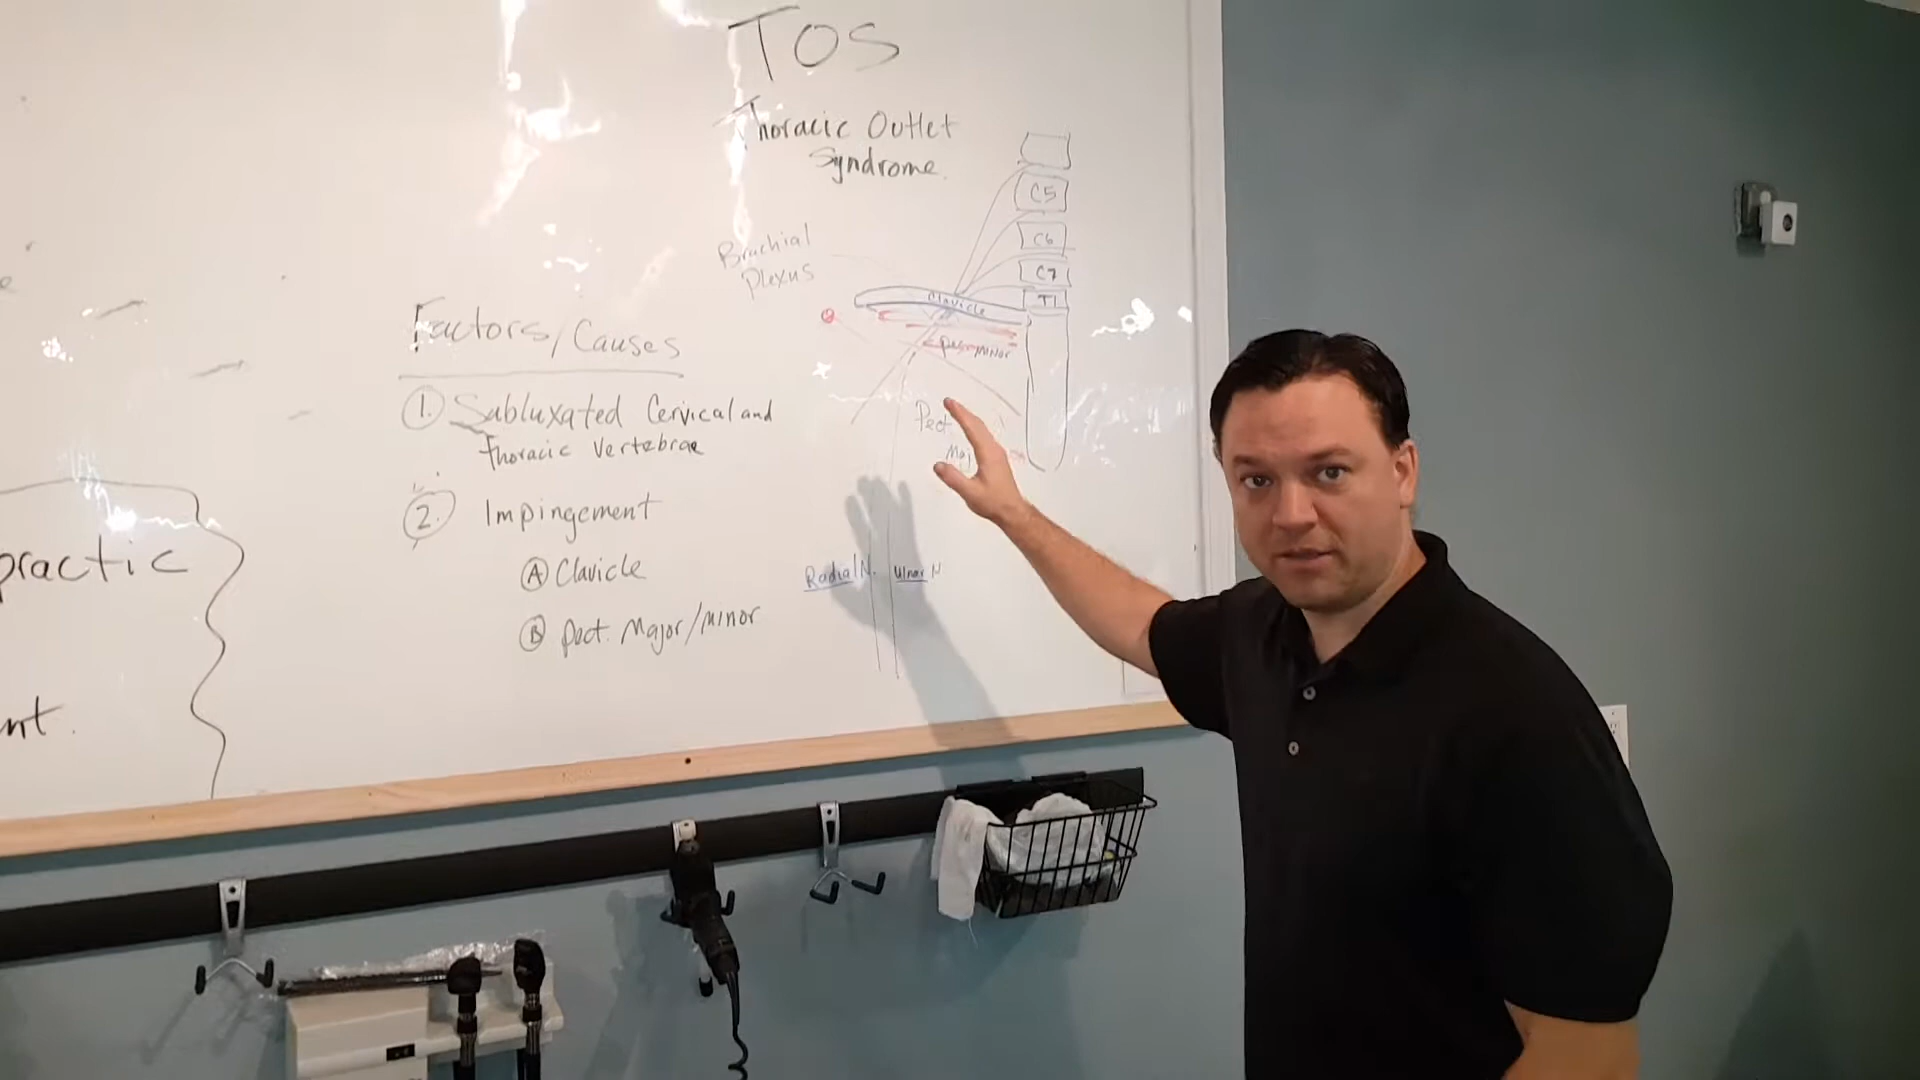 TOS
Thoracic Outlet
Syndrome.
C5
C6
C7
T1
Brachial
Plexus
Clavicle
Pec minor
Pect
Maj
Factors/Causes
1. Subluxated Cervical and
Thoracic Vertebrae
2. Impingement
A Clavicle
B Pect. Major/minor
Radial N.
Ulnar N
practic
nt.